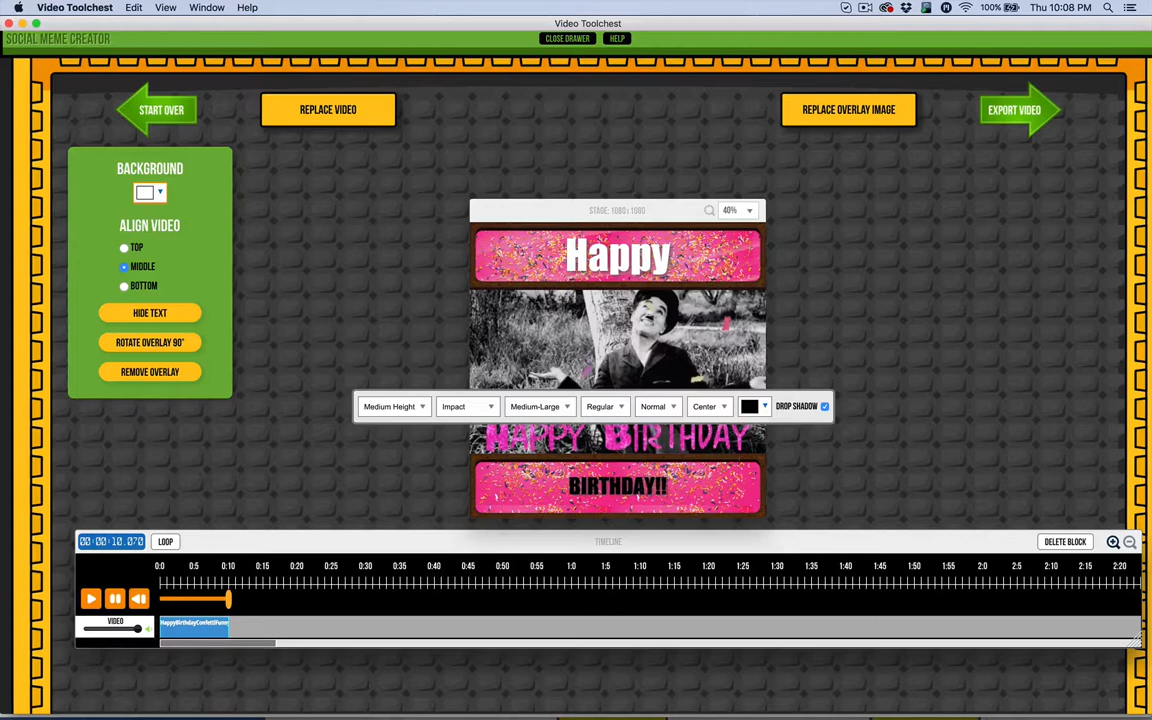 Video Toolchest Edit View Window Help 100% Thu 10:08 PM
Video Toolchest
SOCIAL MEME CREATOR CLOSE DRAWER HELP
START OVER REPLACE VIDEO REPLACE OVERLAY IMAGE EXPORT VIDEO
BACKGROUND
ALIGN VIDEO
TOP
MIDDLE
BOTTOM
HIDE TEXT
ROTATE OVERLAY 90°
REMOVE OVERLAY
STAGE: 1080x1080 40%
Happy
Medium Height Impact Medium-Large Regular Normal Center DROP SHADOW
HAPPY BIRTHDAY
BIRTHDAY!!
00:00:10.070 LOOP TIMELINE DELETE BLOCK
0:0 0:5 0:10 0:15 0:20 0:25 0:30 0:35 0:40 0:45 0:50 0:55 1:0 1:5 1:10 1:15 1:20 1:25 1:30 1:35 1:40 1:45 1:50 1:55 2:0 2:5 2:10 2:15 2:20
VIDEO HappyBirthdayConfettiFunny